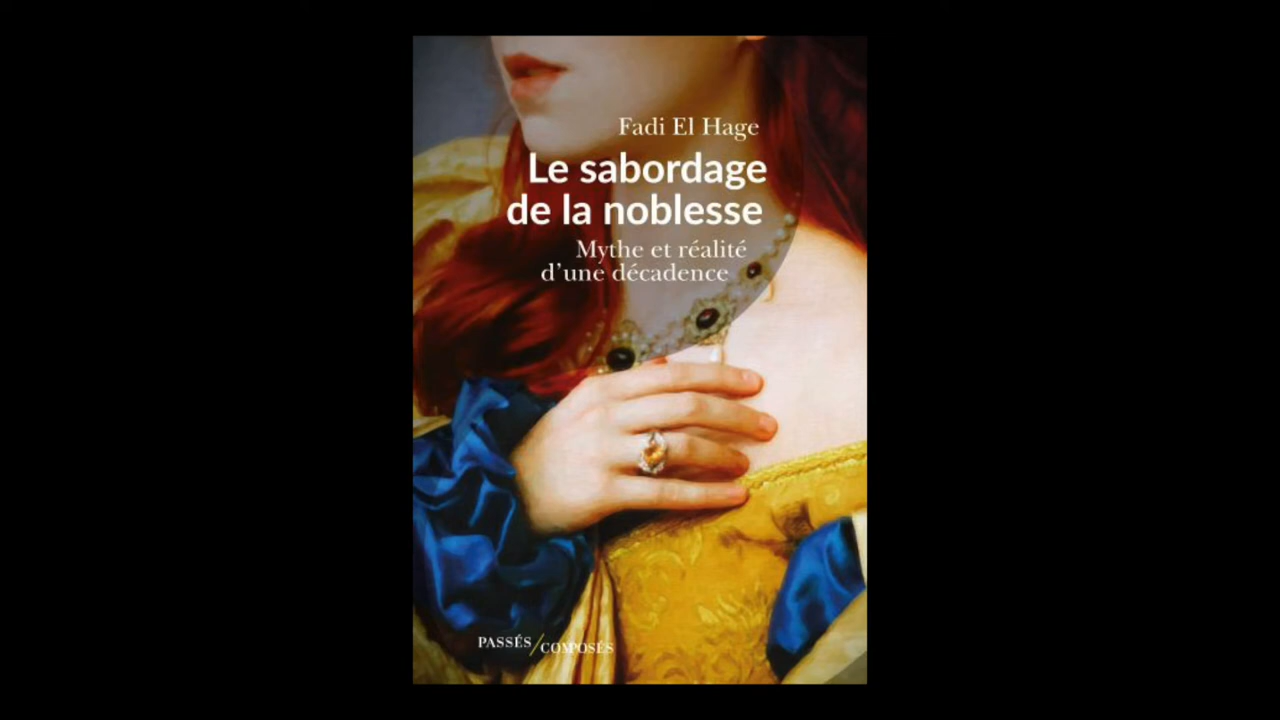 Fadi El Hage
Le sabordage
de la noblesse
Mythe et réalité
d'une décadence
PASSÉS/COMPOSÉS